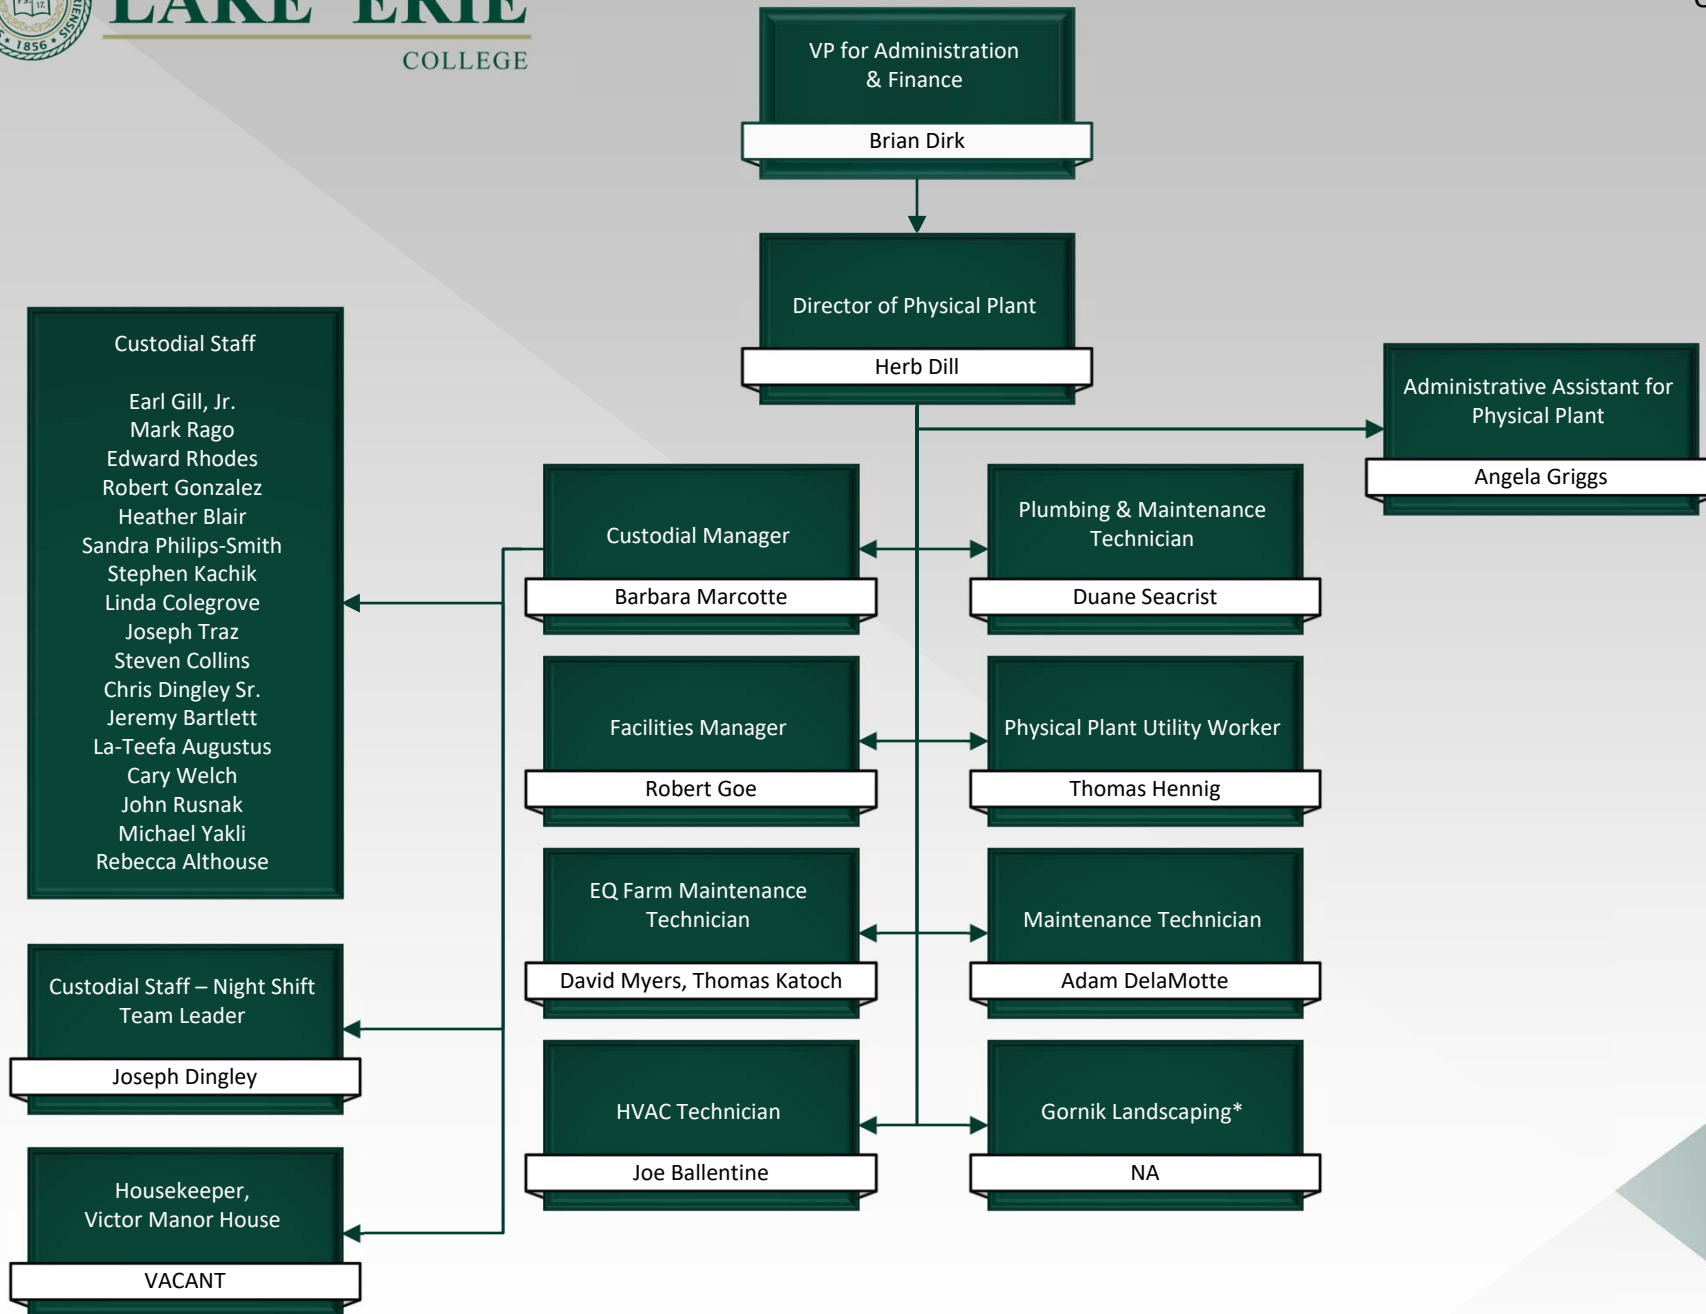 LAKE ERIE
COLLEGE
1856
VP for Administration
& Finance
Brian Dirk
Director of Physical Plant
Herb Dill
Administrative Assistant for
Physical Plant
Angela Griggs
Custodial Staff
Earl Gill, Jr.
Mark Rago
Edward Rhodes
Robert Gonzalez
Heather Blair
Sandra Philips-Smith
Stephen Kachik
Linda Colegrove
Joseph Traz
Steven Collins
Chris Dingley Sr.
Jeremy Bartlett
La-Teefa Augustus
Cary Welch
John Rusnak
Michael Yakli
Rebecca Althouse
Custodial Manager
Barbara Marcotte
Plumbing & Maintenance
Technician
Duane Seacrist
Facilities Manager
Robert Goe
Physical Plant Utility Worker
Thomas Hennig
EQ Farm Maintenance
Technician
David Myers, Thomas Katoch
Maintenance Technician
Adam DelaMotte
Custodial Staff – Night Shift
Team Leader
Joseph Dingley
HVAC Technician
Joe Ballentine
Gornik Landscaping*
NA
Housekeeper,
Victor Manor House
VACANT